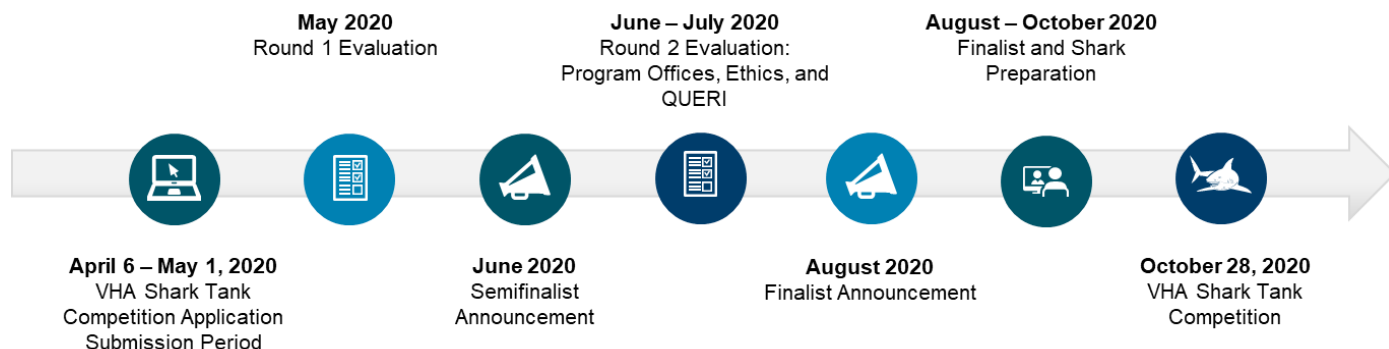 May 2020
Round 1 Evaluation
June – July 2020
Round 2 Evaluation:
Program Offices, Ethics, and
QUERI
August – October 2020
Finalist and Shark
Preparation
April 6 – May 1, 2020
VHA Shark Tank
Competition Application
Submission Period
June 2020
Semifinalist
Announcement
August 2020
Finalist Announcement
October 28, 2020
VHA Shark Tank
Competition